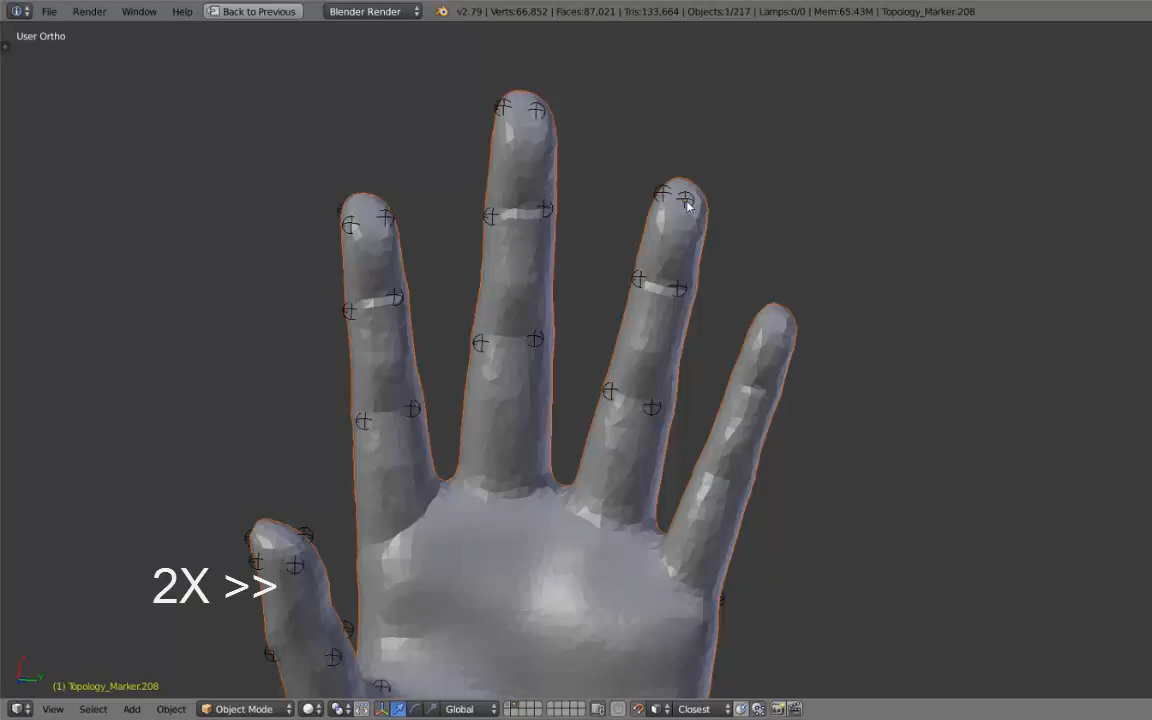 File Render Window Help Back to Previous Blender Render v2.79 | Verts:66,852 | Faces:87,021 | Tris:133,664 | Objects:1/217 | Lamps:0/0 | Mem:65.43M | Topology_Marker.208
User Ortho
2X >>
(1) Topology_Marker.208
View Select Add Object Object Mode Global Closest